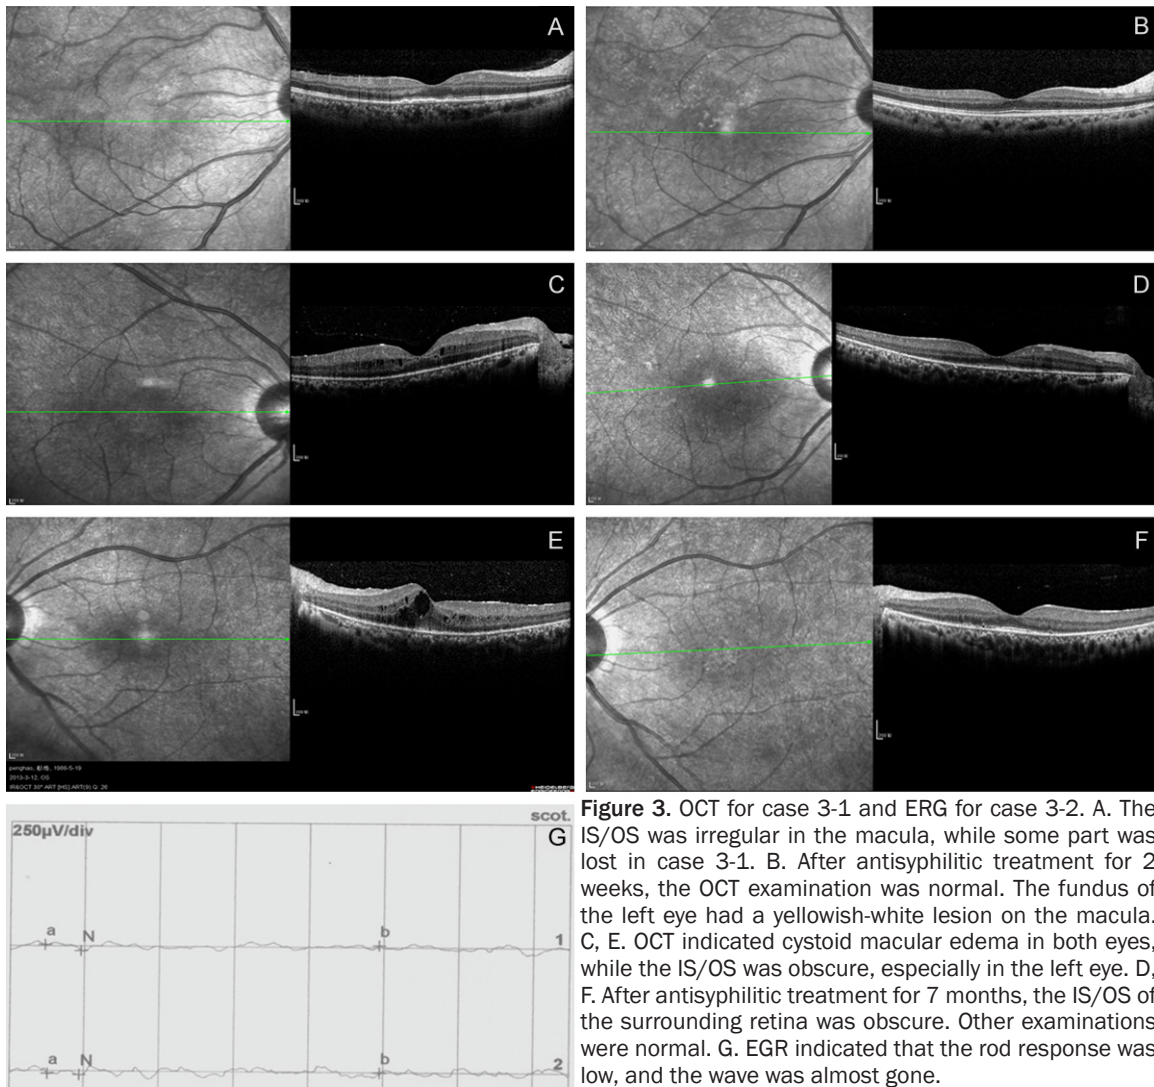 A
B
C
D
E
1986-5-19
2013-3-12, OS
IR&OCT 30° ART [HS] ART(9) Q: 26
HEIDELBERG
ENGINEERING
F
scot.
250µV/div
G
a
N
b
1
a
N
b
2
Figure 3. OCT for case 3-1 and ERG for case 3-2. A. The
IS/OS was irregular in the macula, while some part was
lost in case 3-1. B. After antisyphilitic treatment for 2
weeks, the OCT examination was normal. The fundus of
the left eye had a yellowish-white lesion on the macula.
C, E. OCT indicated cystoid macular edema in both eyes,
while the IS/OS was obscure, especially in the left eye. D,
F. After antisyphilitic treatment for 7 months, the IS/OS of
the surrounding retina was obscure. Other examinations
were normal. G. EGR indicated that the rod response was
low, and the wave was almost gone.